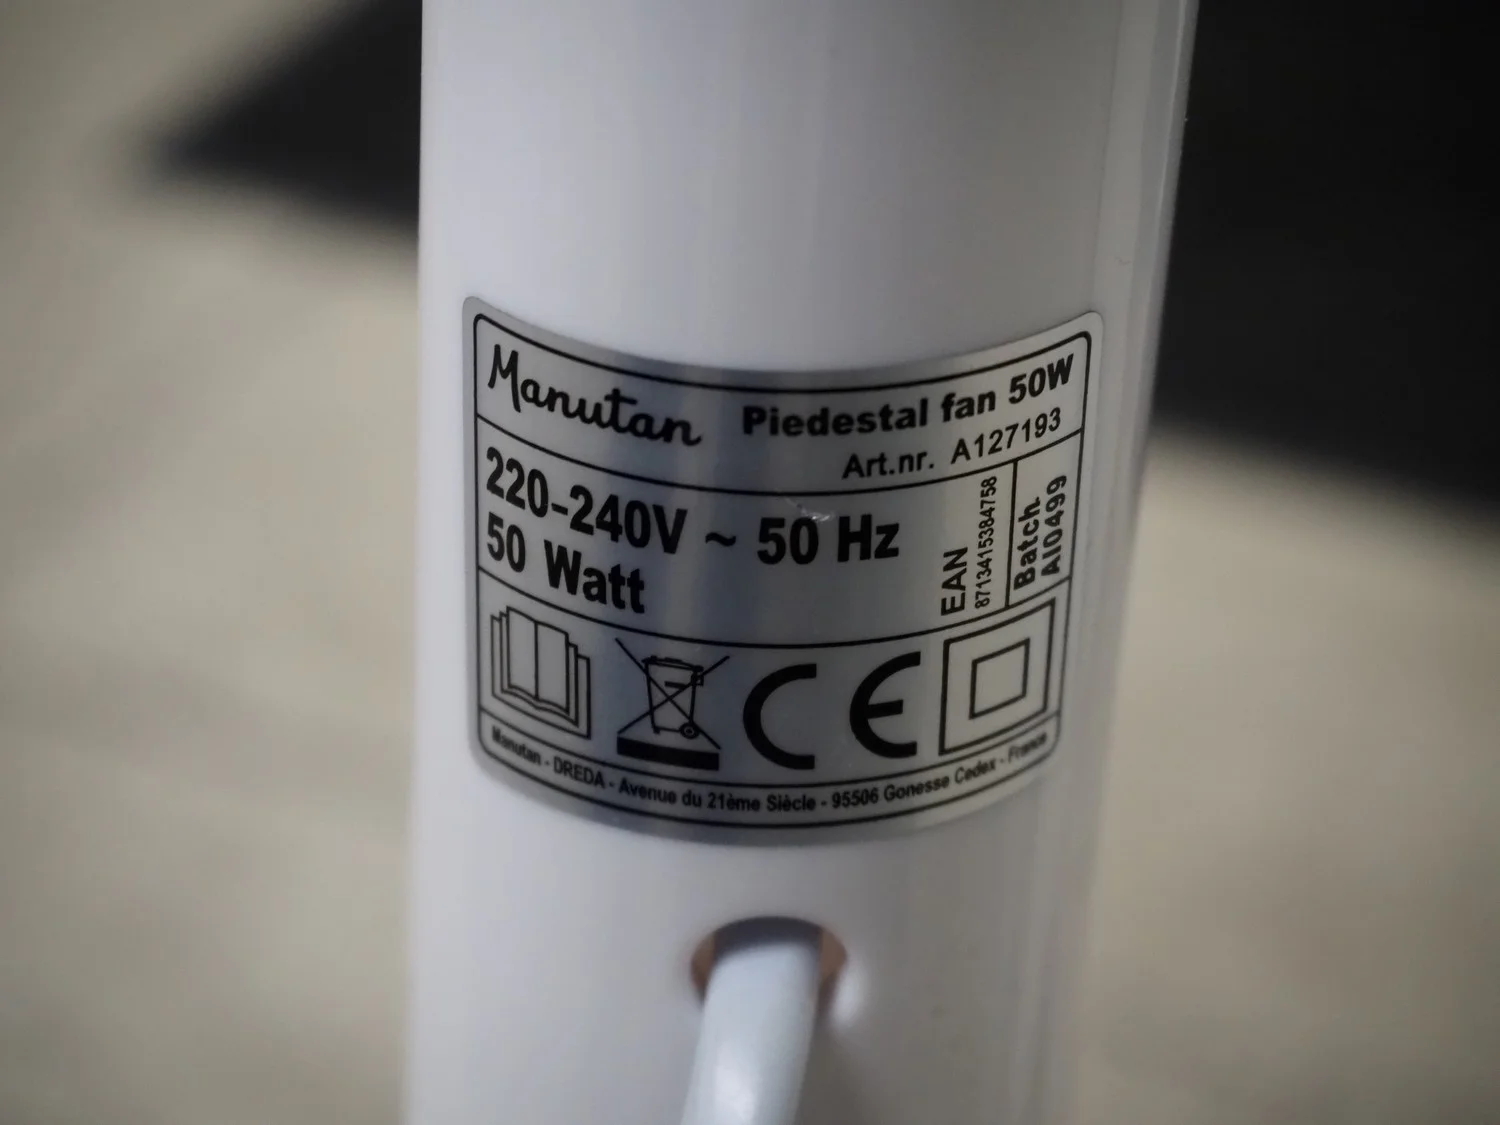 Manutan
Piedestal fan 50W
Art.nr. A127193
220-240V ~ 50 Hz
50 Watt
EAN
8713415384758
Batch.
AI0499
CE
Manutan - DREDA - Avenue du 21ème Siècle - 95506 Gonesse Cedex - France